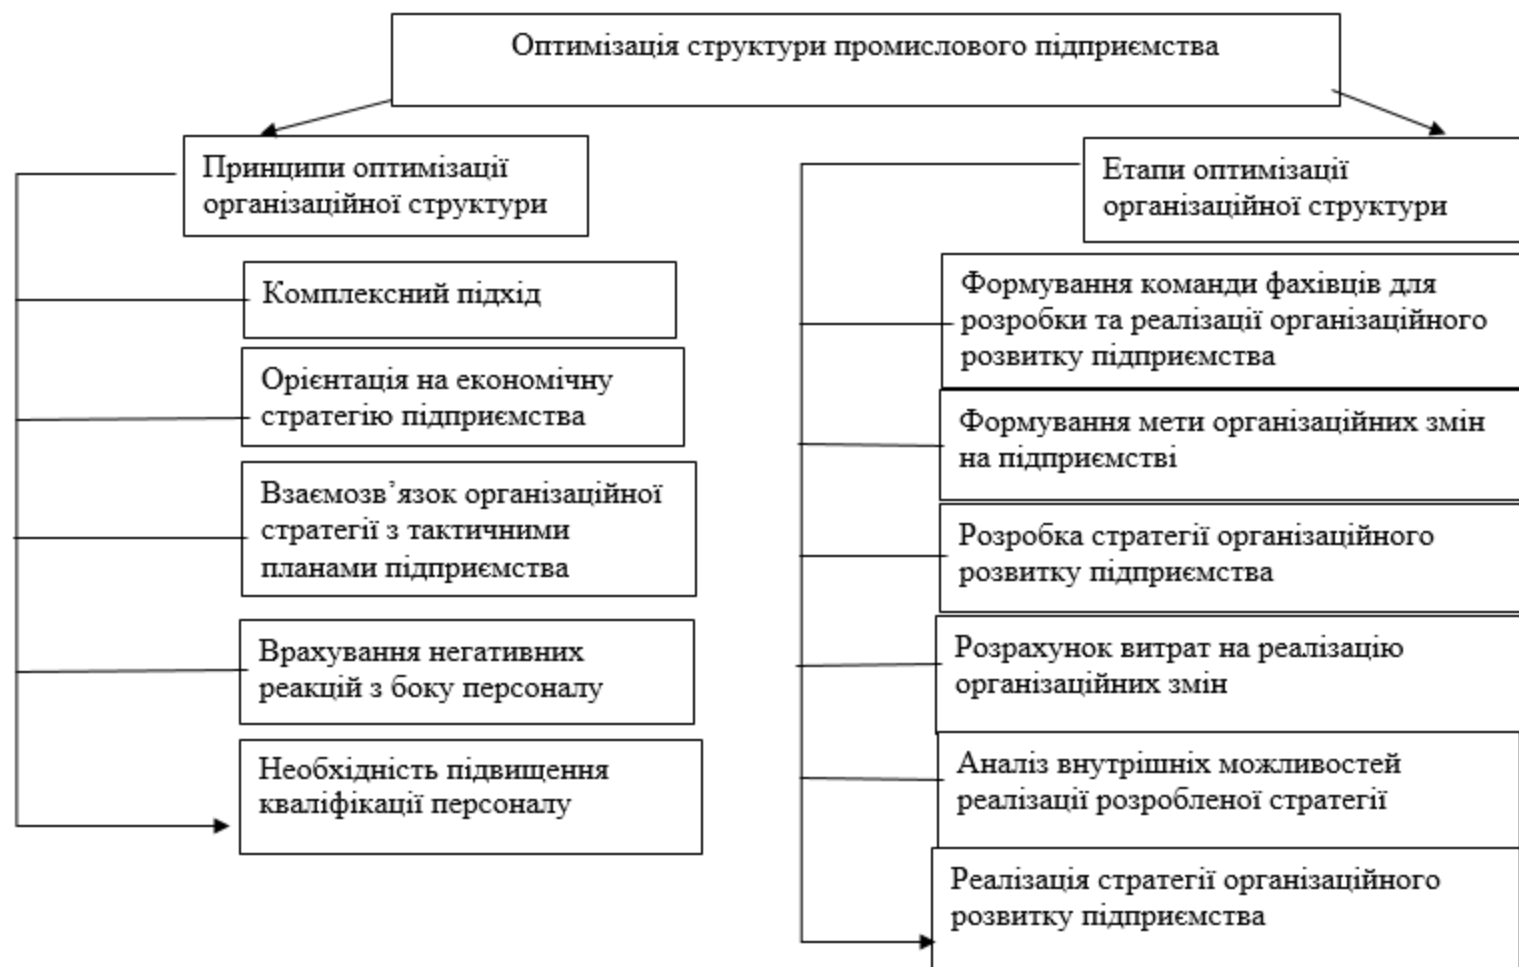 Оптимізація структури промислового підприємства
Принципи оптимізації
організаційної структури
Комплексний підхід
Орієнтація на економічну
стратегію підприємства
Взаємозв’язок організаційної
стратегії з тактичними
планами підприємства
Врахування негативних
реакцій з боку персоналу
Необхідність підвищення
кваліфікації персоналу
Етапи оптимізації
організаційної структури
Формування команди фахівців для
розробки та реалізації організаційного
розвитку підприємства
Формування мети організаційних змін
на підприємстві
Розробка стратегії організаційного
розвитку підприємства
Розрахунок витрат на реалізацію
організаційних змін
Аналіз внутрішніх можливостей
реалізації розробленої стратегії
Реалізація стратегії організаційного
розвитку підприємства